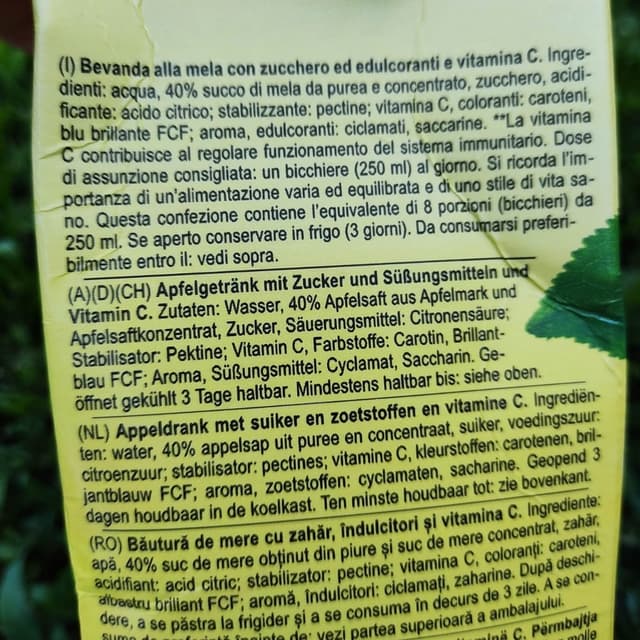 (I) Bevanda alla mela con zucchero ed edulcoranti e vitamina C. Ingre-
dienti: acqua, 40% succo di mela da purea e concentrato, zucchero, acidi-
ficante: acido citrico; stabilizzante: pectine; vitamina C, coloranti: caroteni,
blu brillante FCF; aroma, edulcoranti: ciclamati, saccarine. **La vitamina
C contribuisce al regolare funzionamento del sistema immunitario. Dose
di assunzione consigliata: un bicchiere (250 ml) al giorno. Si ricorda l'im-
portanza di un'alimentazione varia ed equilibrata e di uno stile di vita sa-
no. Questa confezione contiene l'equivalente di 8 porzioni (bicchieri) da
250 ml. Se aperto conservare in frigo (3 giorni). Da consumarsi preferi-
bilmente entro il: vedi sopra.
(A)(D)(CH) Apfelgetränk mit Zucker und Süßungsmitteln und
Vitamin C. Zutaten: Wasser, 40% Apfelsaft aus Apfelmark und
Apfelsaftkonzentrat, Zucker, Säuerungsmittel: Citronensäure;
Stabilisator: Pektine; Vitamin C, Farbstoffe: Carotin, Brillant-
blau FCF; Aroma, Süßungsmittel: Cyclamat, Saccharin. Ge-
öffnet gekühlt 3 Tage haltbar. Mindestens haltbar bis: siehe oben.
(NL) Appeldrank met suiker en zoetstoffen en vitamine C. Ingrediën-
ten: water, 40% appelsap uit puree en concentraat, suiker, voedingszuur:
citroenzuur; stabilisator: pectines; vitamine C, kleurstoffen: carotenen, bril-
jantblauw FCF; aroma, zoetstoffen: cyclamaten, sacharine. Geopend 3
dagen houdbaar in de koelkast. Ten minste houdbaar tot: zie bovenkant.
(RO) Băutură de mere cu zahăr, îndulcitori și vitamina C. Ingrediente:
apă, 40% suc de mere obținut din piure și suc de mere concentrat, zahăr,
acidifiant: acid citric; stabilizator: pectine; vitamina C, coloranți: caroteni,
albastru briliant FCF; aromă, îndulcitori: ciclamați, zaharine. După deschi-
dere, a se păstra la frigider și a se consuma în decurs de 3 zile. A se con-
suma de preferință înainte de: vezi partea superioară a ambalajului.
C. Përmbajtja